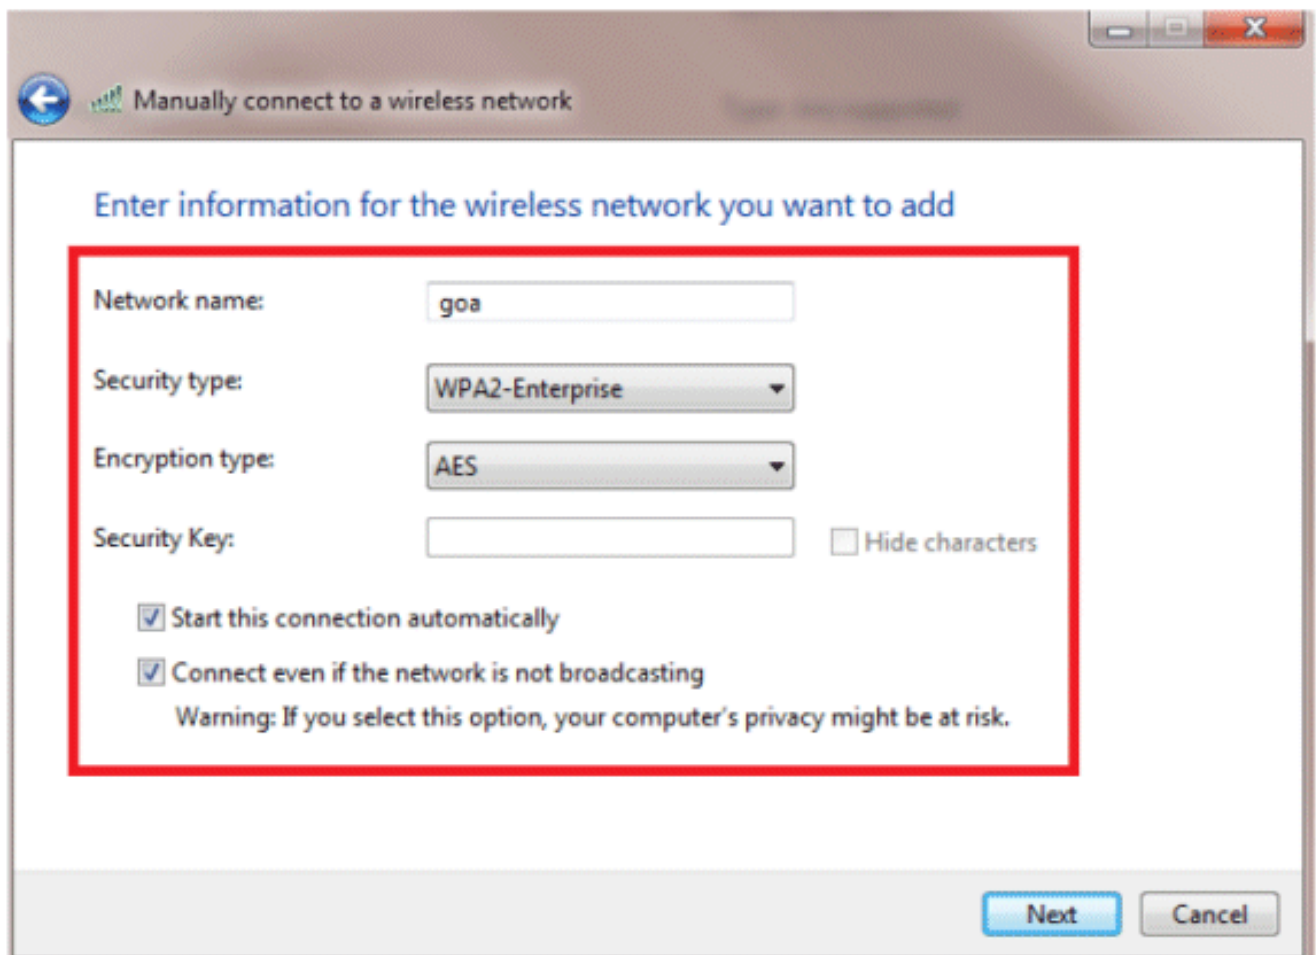 Manually connect to a wireless network
Enter information for the wireless network you want to add
Network name: goa
Security type: WPA2-Enterprise
Encryption type: AES
Security Key: Hide characters
Start this connection automatically
Connect even if the network is not broadcasting
Warning: If you select this option, your computer's privacy might be at risk.
Next Cancel